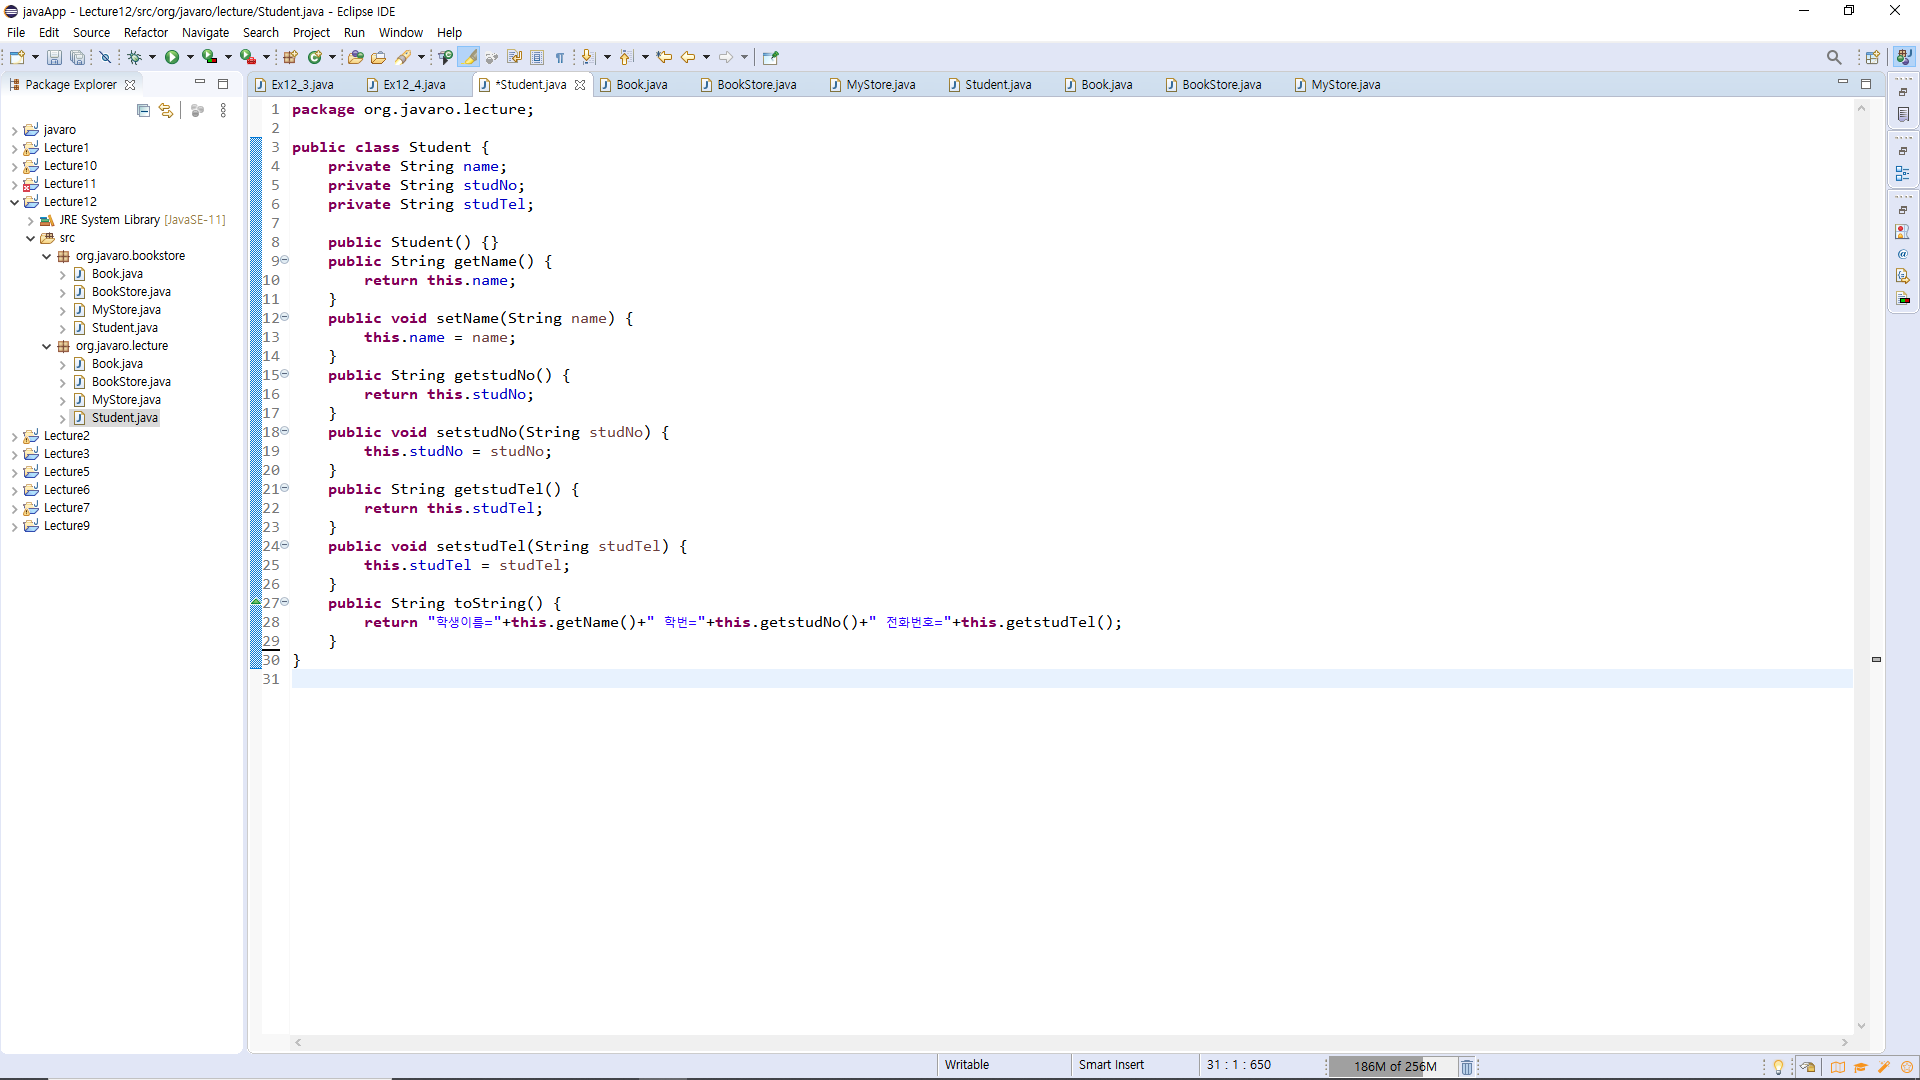 javaApp - Lecture12/src/org/javaro/lecture/Student.java - Eclipse IDE
File Edit Source Refactor Navigate Search Project Run Window Help
Package Explorer
Ex12_3.java Ex12_4.java *Student.java Book.java BookStore.java MyStore.java Student.java Book.java BookStore.java MyStore.java
javaro
Lecture1
Lecture10
Lecture11
Lecture12
JRE System Library [JavaSE-11]
src
org.javaro.bookstore
Book.java
BookStore.java
MyStore.java
Student.java
org.javaro.lecture
Book.java
BookStore.java
MyStore.java
Student.java
Lecture2
Lecture3
Lecture5
Lecture6
Lecture7
Lecture9
1 package org.javaro.lecture;
2
3 public class Student {
4 private String name;
5 private String studNo;
6 private String studTel;
7
8 public Student() {}
9 public String getName() {
10 return this.name;
11 }
12 public void setName(String name) {
13 this.name = name;
14 }
15 public String getstudNo() {
16 return this.studNo;
17 }
18 public void setstudNo(String studNo) {
19 this.studNo = studNo;
20 }
21 public String getstudTel() {
22 return this.studTel;
23 }
24 public void setstudTel(String studTel) {
25 this.studTel = studTel;
26 }
27 public String toString() {
28 return "학생이름="+this.getName()+" 학번="+this.getstudNo()+" 전화번호="+this.getstudTel();
29 }
30 }
31
Writable Smart Insert 31 : 1 : 650 186M of 256M